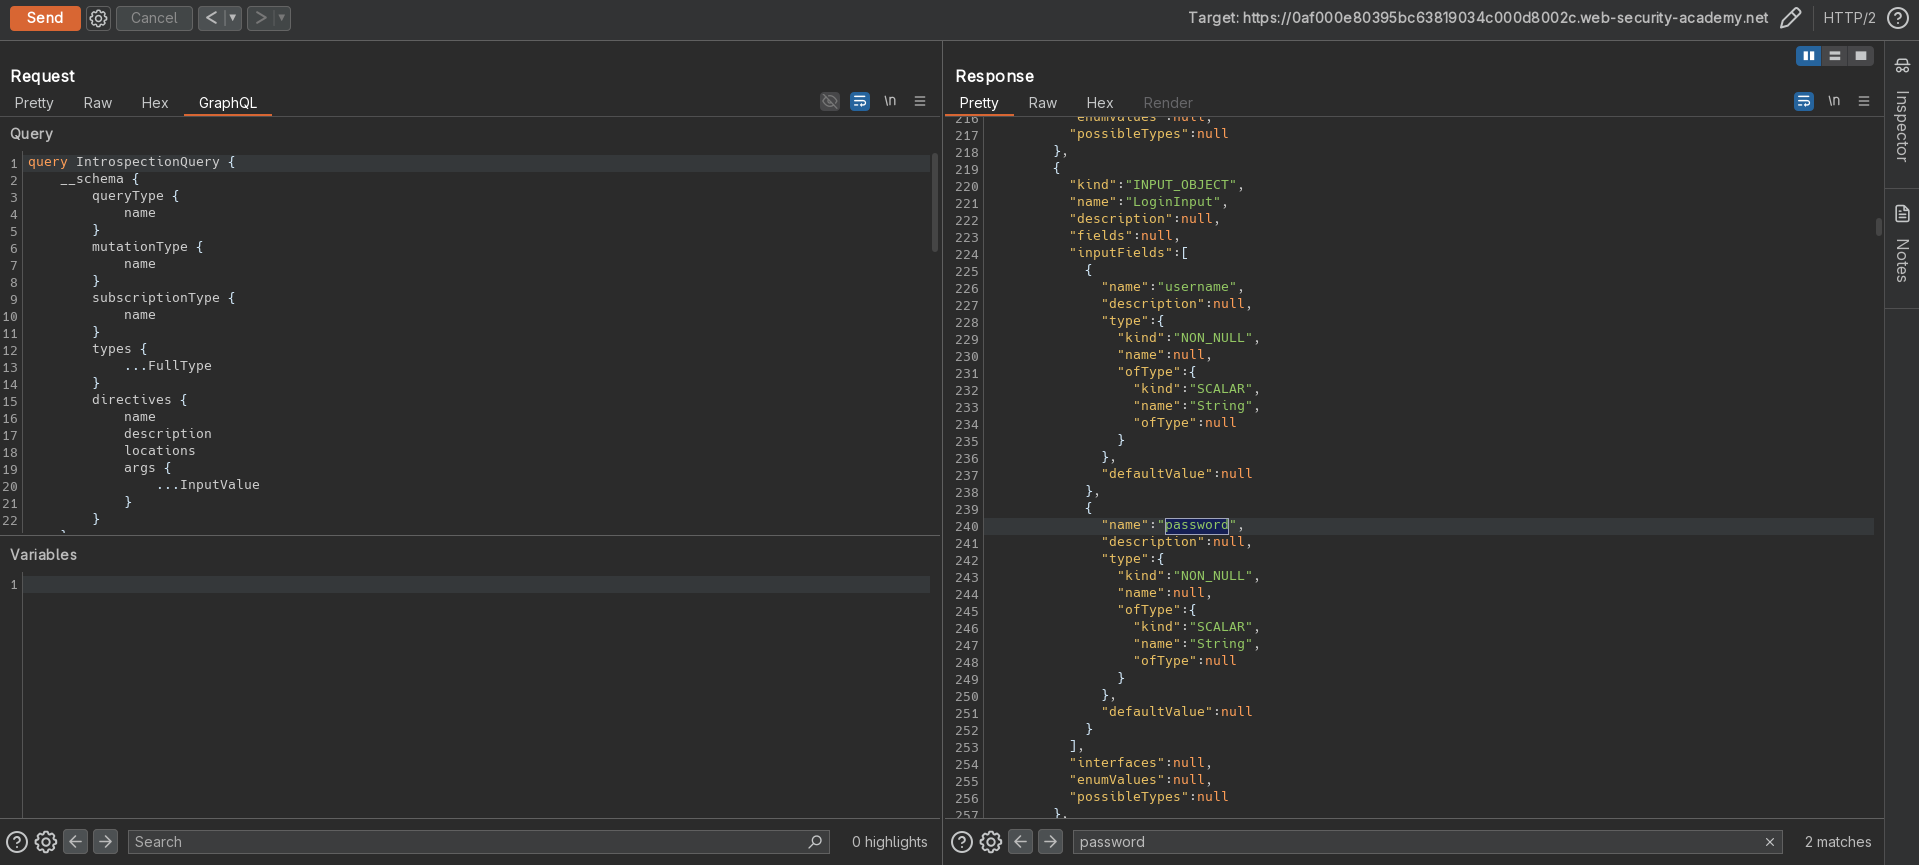 Send
Cancel
Target: https://0af000e80395bc63819034c000d8002c.web-security-academy.net
HTTP/2
Request
Pretty Raw Hex GraphQL
\n
Query
1 query IntrospectionQuery {
2 __schema {
3 queryType {
4 name
5 }
6 mutationType {
7 name
8 }
9 subscriptionType {
10 name
11 }
12 types {
13 ...FullType
14 }
15 directives {
16 name
17 description
18 locations
19 args {
20 ...InputValue
21 }
22 }
Variables
1
Search
0 highlights
Response
Pretty Raw Hex Render
\n
216 "enumValues":null,
217 "possibleTypes":null
218 },
219 {
220 "kind":"INPUT_OBJECT",
221 "name":"LoginInput",
222 "description":null,
223 "fields":null,
224 "inputFields":[
225 {
226 "name":"username",
227 "description":null,
228 "type":{
229 "kind":"NON_NULL",
230 "name":null,
231 "ofType":{
232 "kind":"SCALAR",
233 "name":"String",
234 "ofType":null
235 }
236 },
237 "defaultValue":null
238 },
239 {
240 "name":"password",
241 "description":null,
242 "type":{
243 "kind":"NON_NULL",
244 "name":null,
245 "ofType":{
246 "kind":"SCALAR",
247 "name":"String",
248 "ofType":null
249 }
250 },
251 "defaultValue":null
252 }
253 ],
254 "interfaces":null,
255 "enumValues":null,
256 "possibleTypes":null
257 },
password
2 matches
Inspector
Notes